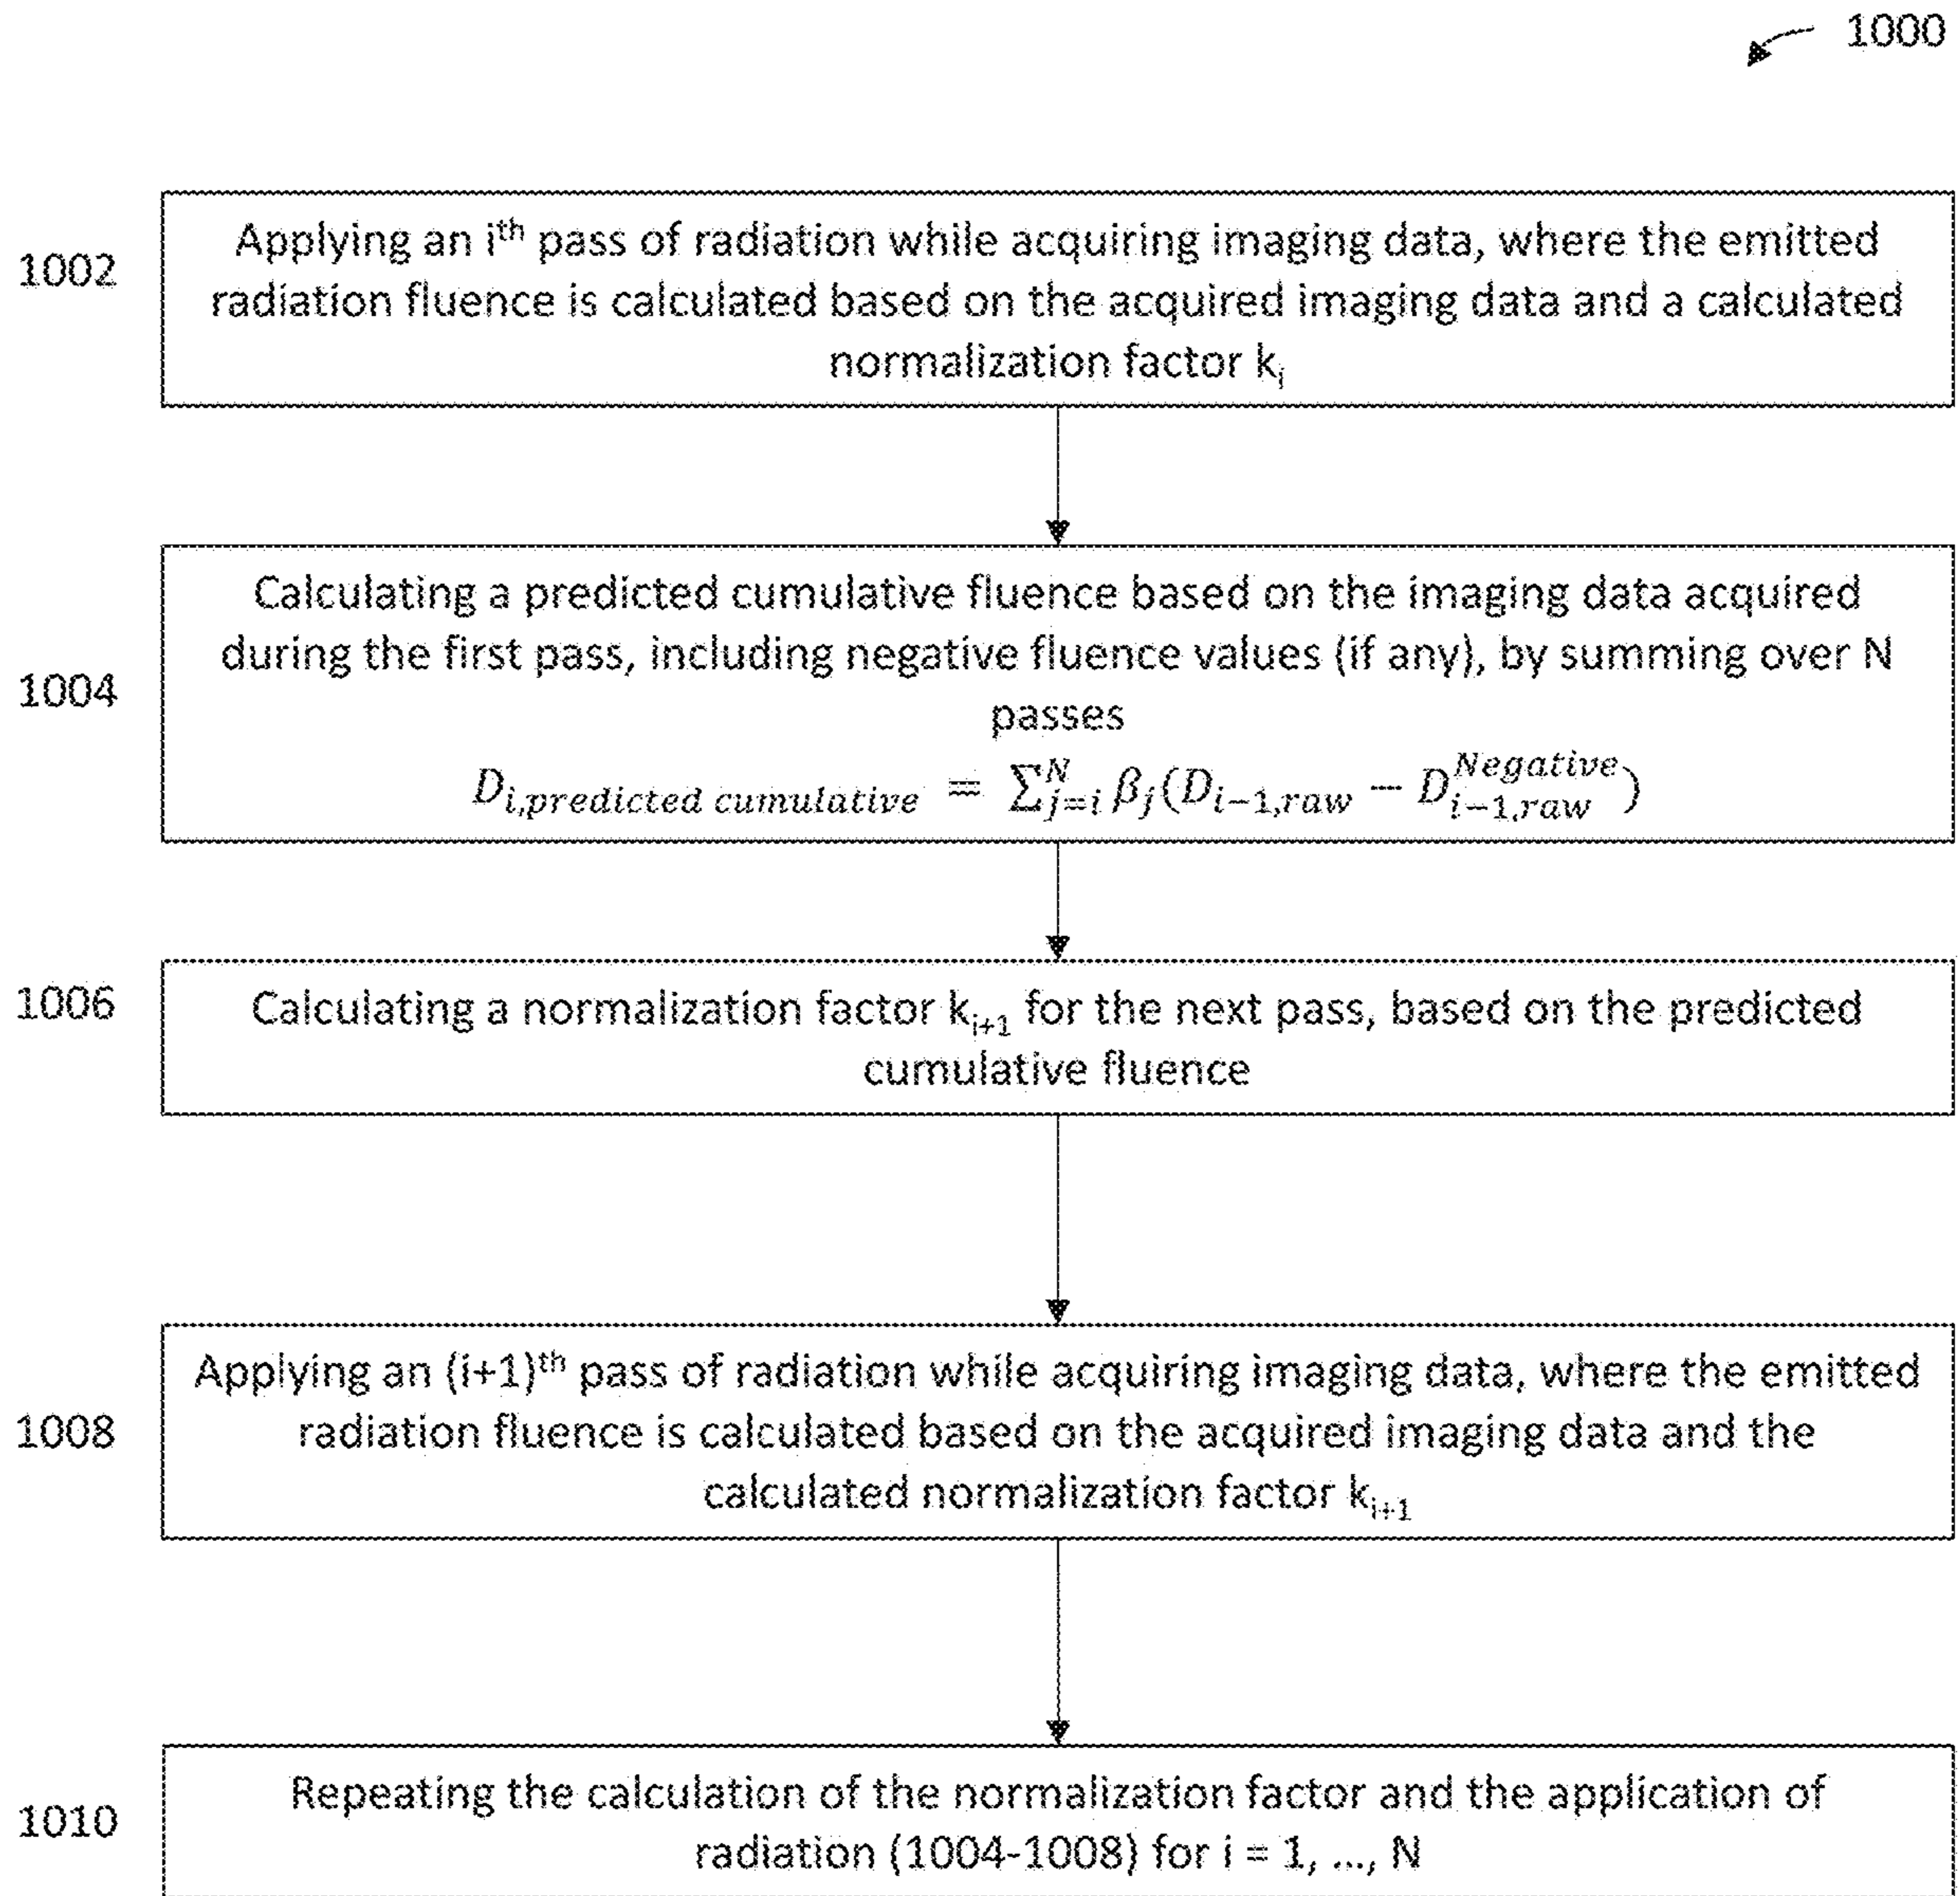 1000
1002
Applying an iᵗʰ pass of radiation while acquiring imaging data, where the emitted
radiation fluence is calculated based on the acquired imaging data and a calculated
normalization factor kᵢ
1004
Calculating a predicted cumulative fluence based on the imaging data acquired
during the first pass, including negative fluence values (if any), by summing over N
passes
D_{i,predicted cumulative} = ∑_{j=i}^{N} β_j(D_{i−1,raw} − D_{i−1,raw}^{Negative})
1006
Calculating a normalization factor kᵢ₊₁ for the next pass, based on the predicted
cumulative fluence
1008
Applying an (i+1)ᵗʰ pass of radiation while acquiring imaging data, where the emitted
radiation fluence is calculated based on the acquired imaging data and the
calculated normalization factor kᵢ₊₁
1010
Repeating the calculation of the normalization factor and the application of
radiation (1004-1008) for i = 1, ..., N